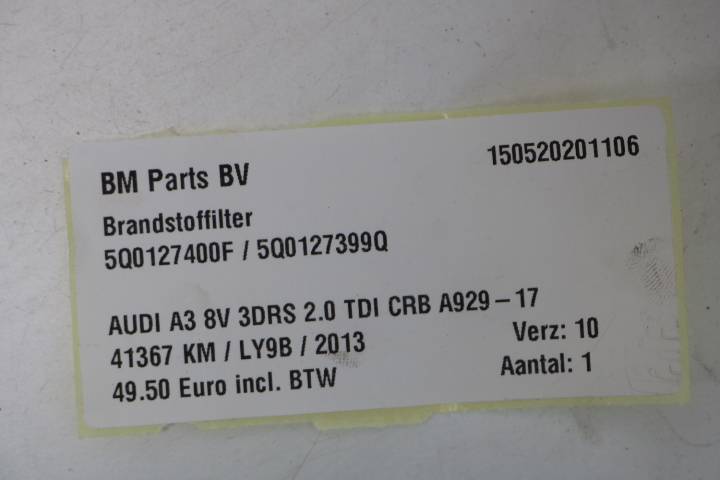 BM Parts BV
150520201106
Brandstoffilter
5Q0127400F / 5Q0127399Q
AUDI A3 8V 3DRS 2.0 TDI CRB A929 – 17
41367 KM / LY9B / 2013
Verz: 10
49.50 Euro incl. BTW
Aantal: 1